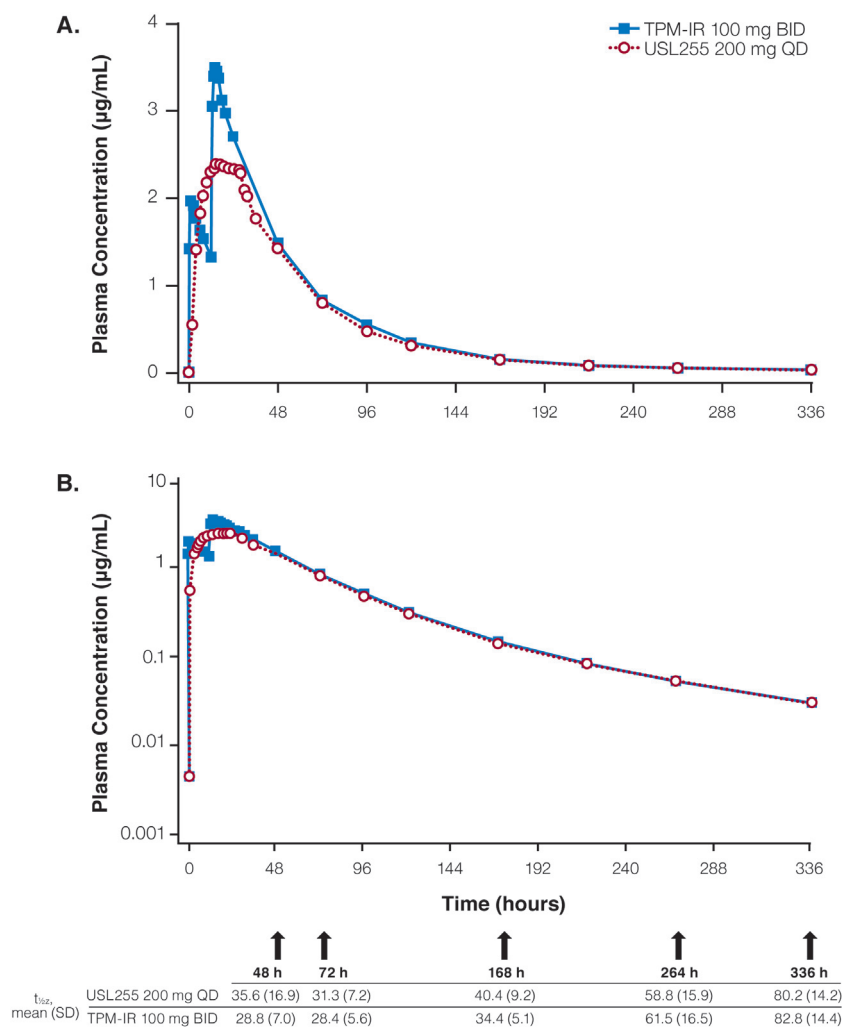 A.
TPM-IR 100 mg BID
USL255 200 mg QD
Plasma Concentration (µg/mL)
4
3
2
1
0
0 48 96 144 192 240 288 336
B.
Plasma Concentration (µg/mL)
10
1
0.1
0.01
0.001
0 48 96 144 192 240 288 336
Time (hours)
48 h 72 h 168 h 264 h 336 h
t½z, mean (SD)
USL255 200 mg QD 35.6 (16.9) 31.3 (7.2) 40.4 (9.2) 58.8 (15.9) 80.2 (14.2)
TPM-IR 100 mg BID 28.8 (7.0) 28.4 (5.6) 34.4 (5.1) 61.5 (16.5) 82.8 (14.4)